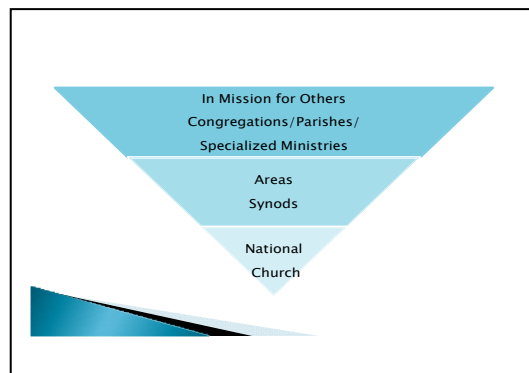 In Mission for Others
Congregations/Parishes/
Specialized Ministries
Areas
Synods
National
Church